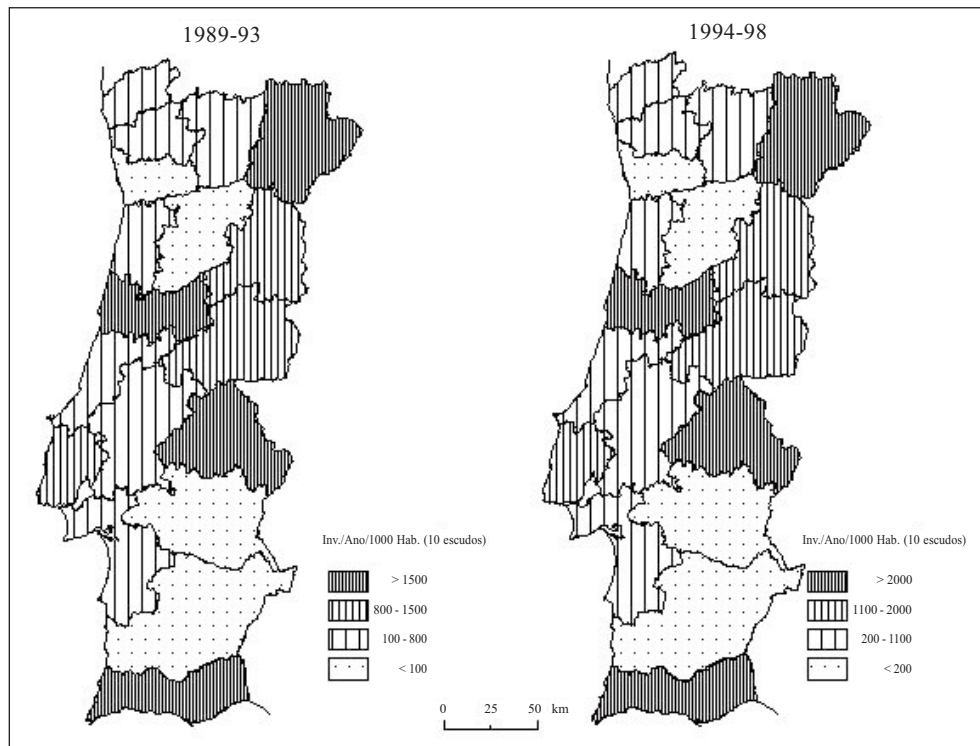 1989-93
Inv./Ano/1000 Hab. (10 escudos)
> 1500
800 - 1500
100 - 800
< 100
1994-98
Inv./Ano/1000 Hab. (10 escudos)
> 2000
1100 - 2000
200 - 1100
< 200
0 25 50 km